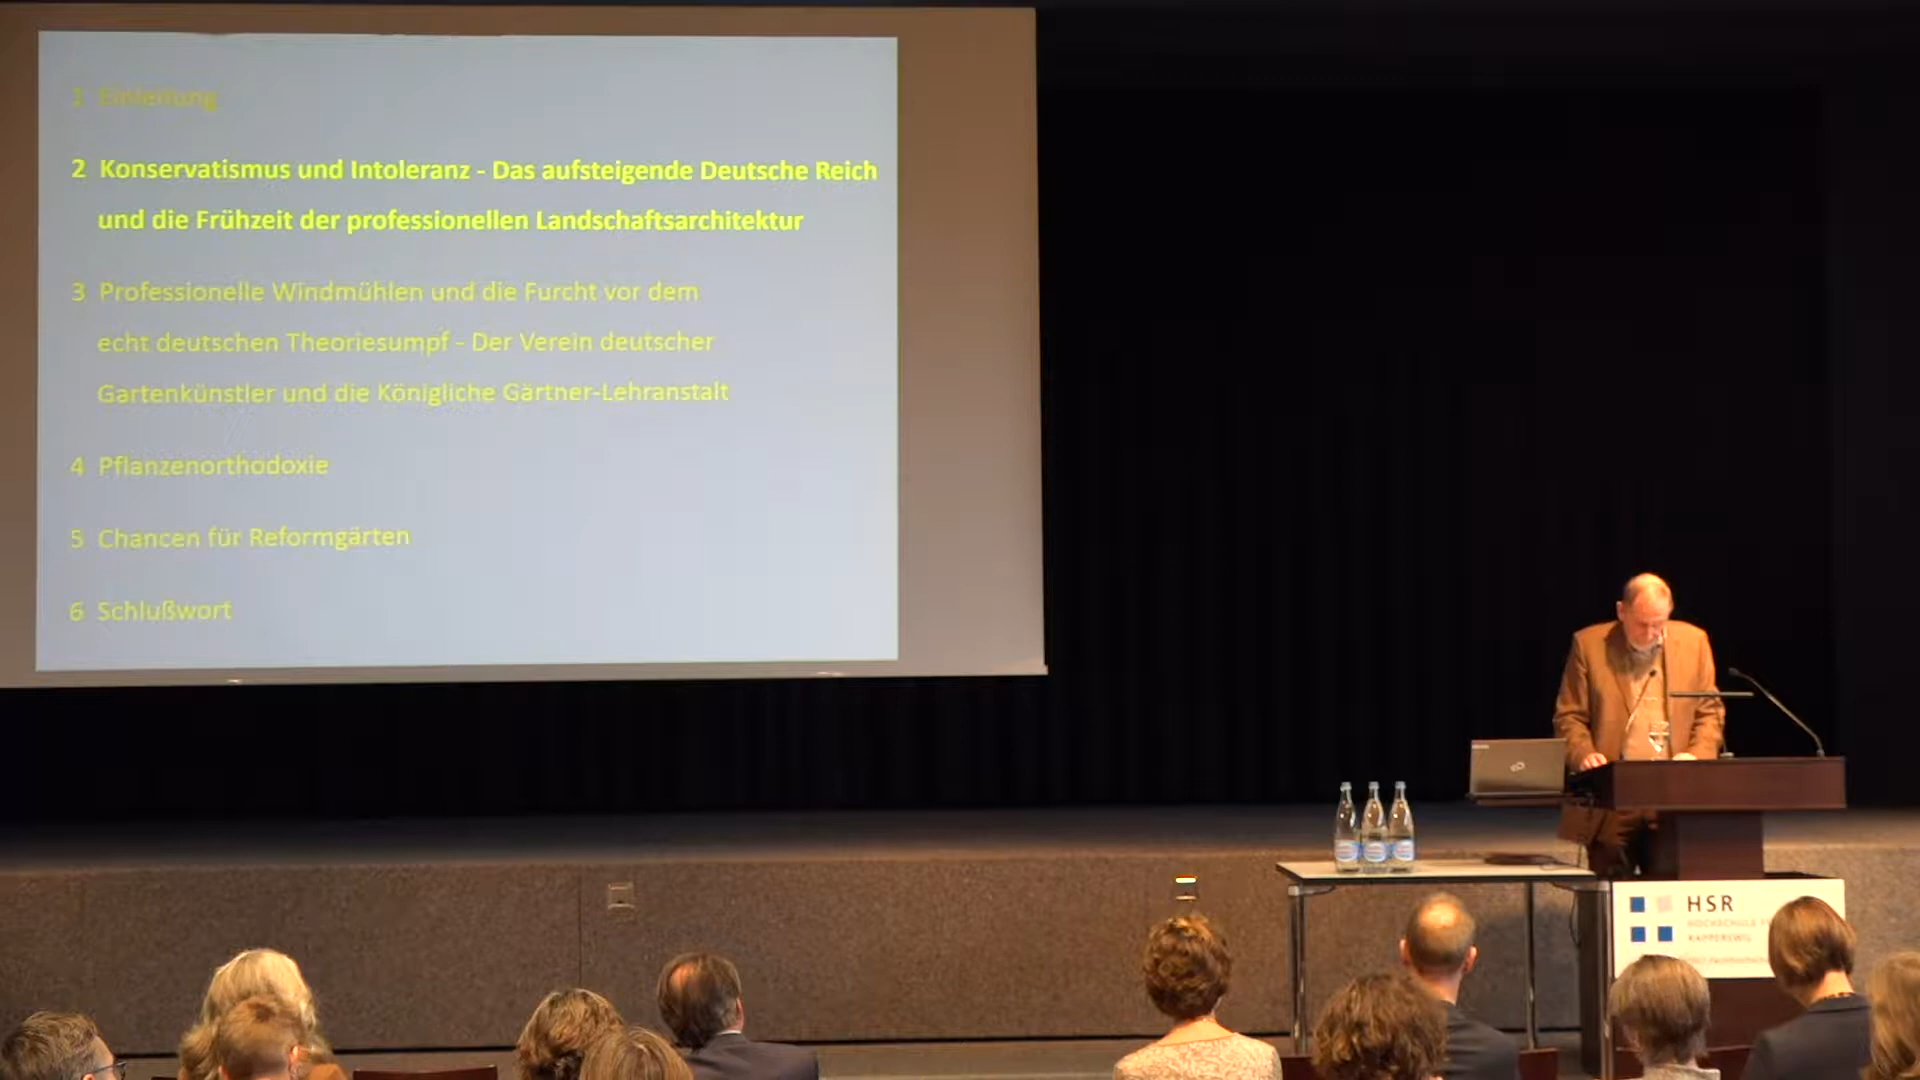 1 Einleitung
2 Konservatismus und Intoleranz - Das aufsteigende Deutsche Reich
und die Frühzeit der professionellen Landschaftsarchitektur
3 Professionelle Windmühlen und die Furcht vor dem
echt deutschen Theoriesumpf - Der Verein deutscher
Gartenkünstler und die Königliche Gärtner-Lehranstalt
4 Pflanzenorthodoxie
5 Chancen für Reformgärten
6 Schlußwort
HSR
HOCHSCHULE
RAPPERSWIL